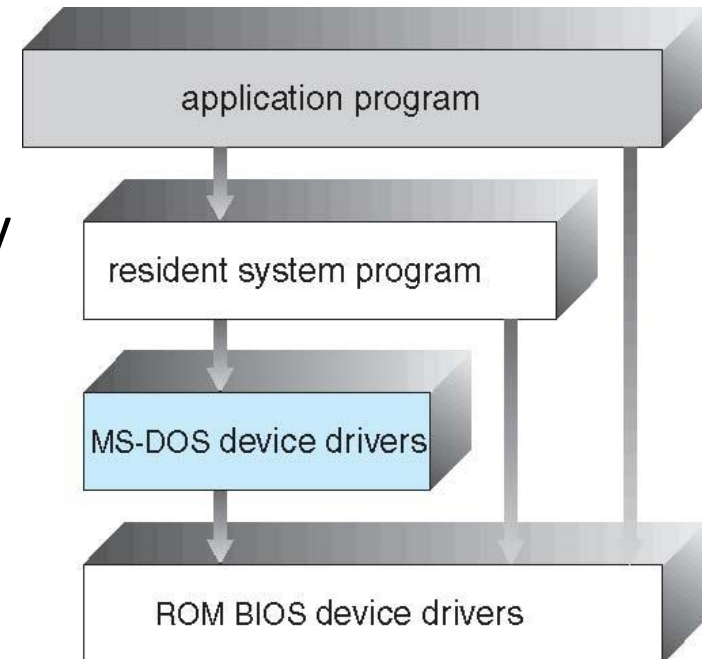 application program
y
resident system program
MS-DOS device drivers
ROM BIOS device drivers